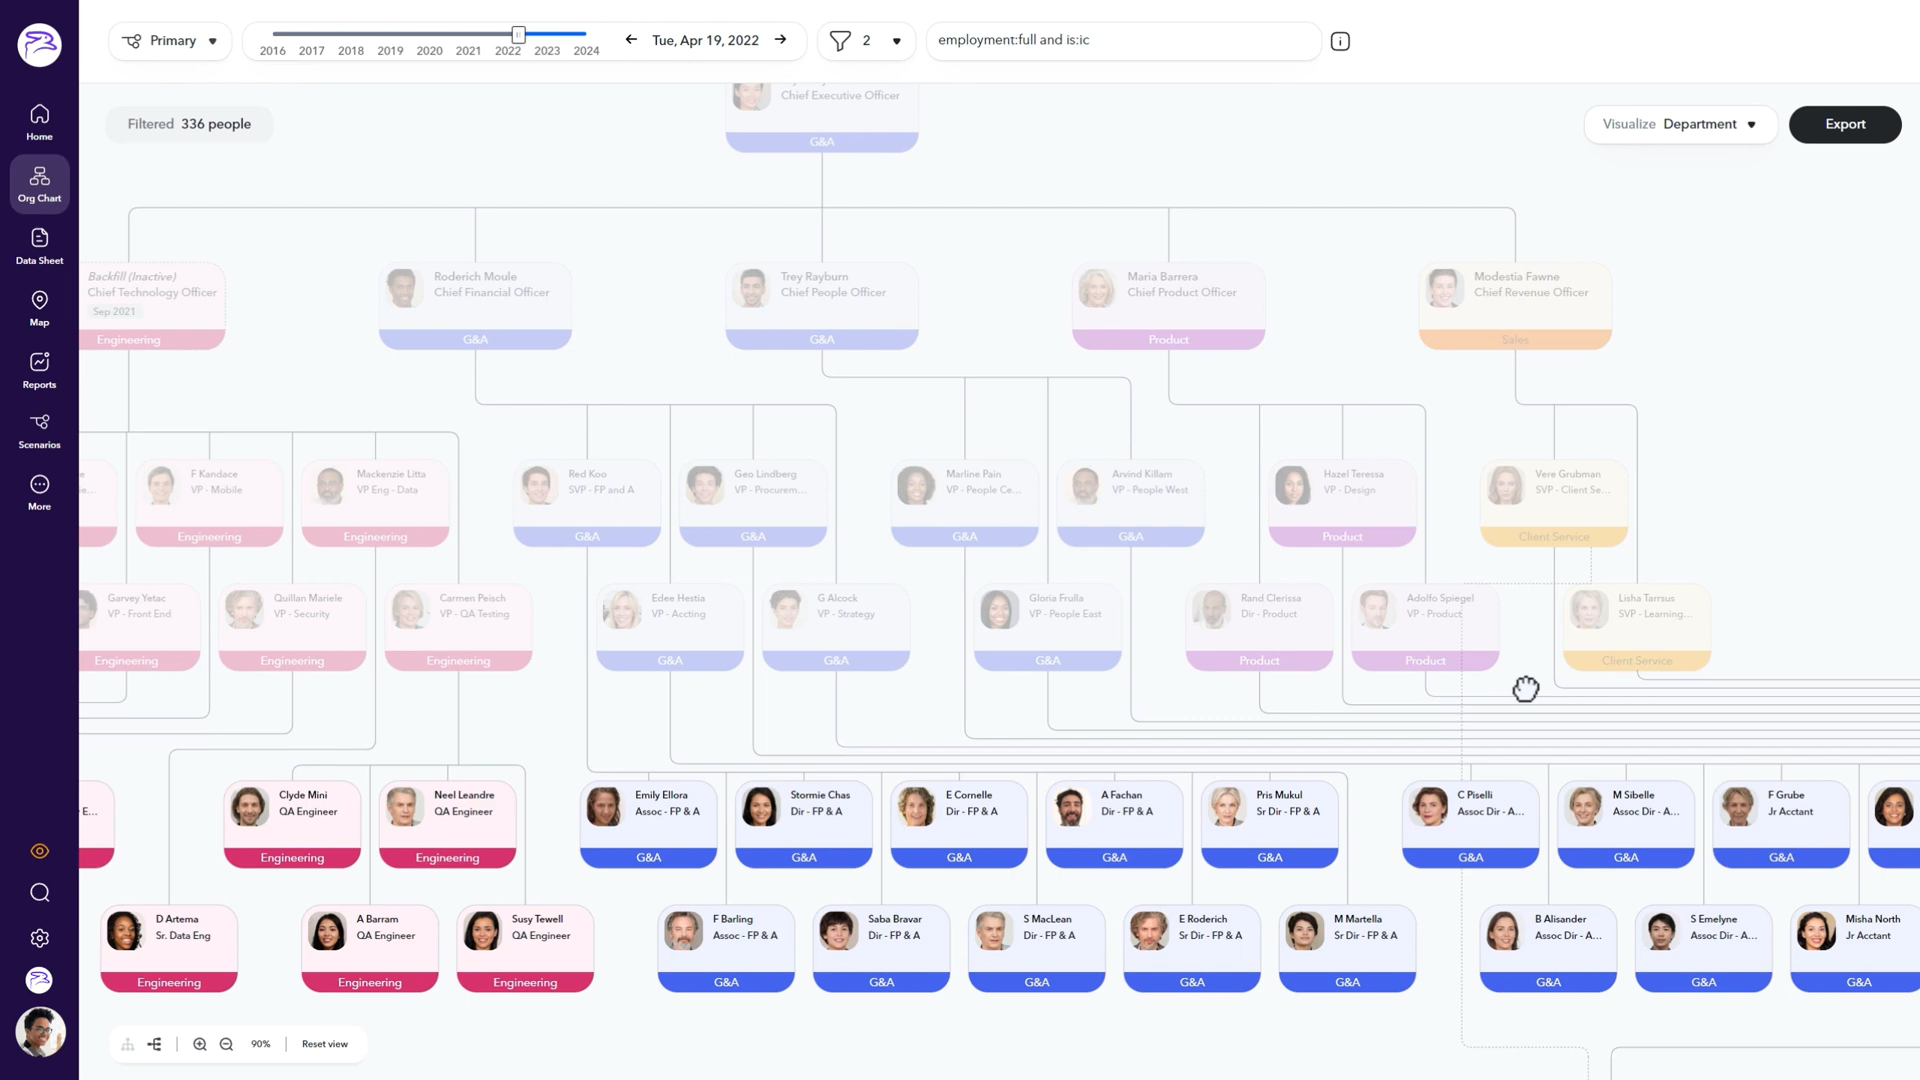 Primary
2016 2017 2018 2019 2020 2021 2022 2023 2024
Tue, Apr 19, 2022
2
employment:full and is:ic
Home
Org Chart
Data Sheet
Map
Reports
Scenarios
More
Filtered 336 people
Visualize Department
Export
Chief Executive Officer
G&A
Backfill (Inactive)
Chief Technology Officer
Sep 2021
Engineering
Roderich Moule
Chief Financial Officer
G&A
Trey Rayburn
Chief People Officer
G&A
Maria Barrera
Chief Product Officer
Product
Modestia Fawne
Chief Revenue Officer
Sales
F Kandace
VP - Mobile
Engineering
Mackenzie Litta
VP Eng - Data
Engineering
Red Koo
SVP - FP and A
G&A
Geo Lindberg
VP - Procurem...
G&A
Marline Pain
VP - People Ce...
G&A
Arvind Killam
VP - People West
G&A
Hazel Teressa
VP - Design
Product
Vere Grubman
SVP - Client Se...
Client Service
Garvey Yetac
VP - Front End
Engineering
Quillan Mariele
VP - Security
Engineering
Carmen Peisch
VP - QA Testing
Engineering
Edee Hestia
VP - Accting
G&A
G Alcock
VP - Strategy
G&A
Gloria Frulla
VP - People East
G&A
Rand Clerissa
Dir - Product
Product
Adolfo Spiegel
VP - Product
Product
Lisha Tarrsus
SVP - Learning...
Client Service
E...
Clyde Mini
QA Engineer
Engineering
Neel Leandre
QA Engineer
Engineering
Emily Ellora
Assoc - FP & A
G&A
Stormie Chas
Dir - FP & A
G&A
E Cornelle
Dir - FP & A
G&A
A Fachan
Dir - FP & A
G&A
Pris Mukul
Sr Dir - FP & A
G&A
C Piselli
Assoc Dir - A...
G&A
M Sibelle
Assoc Dir - A...
G&A
F Grube
Jr Acctant
G&A
D Artema
Sr. Data Eng
Engineering
A Barram
QA Engineer
Engineering
Susy Tewell
QA Engineer
Engineering
F Barling
Assoc - FP & A
G&A
Saba Bravar
Dir - FP & A
G&A
S MacLean
Dir - FP & A
G&A
E Roderich
Sr Dir - FP & A
G&A
M Martella
Sr Dir - FP & A
G&A
B Alisander
Assoc Dir - A...
G&A
S Emelyne
Assoc Dir - A...
G&A
Misha North
Jr Acctant
G&A
90%
Reset view